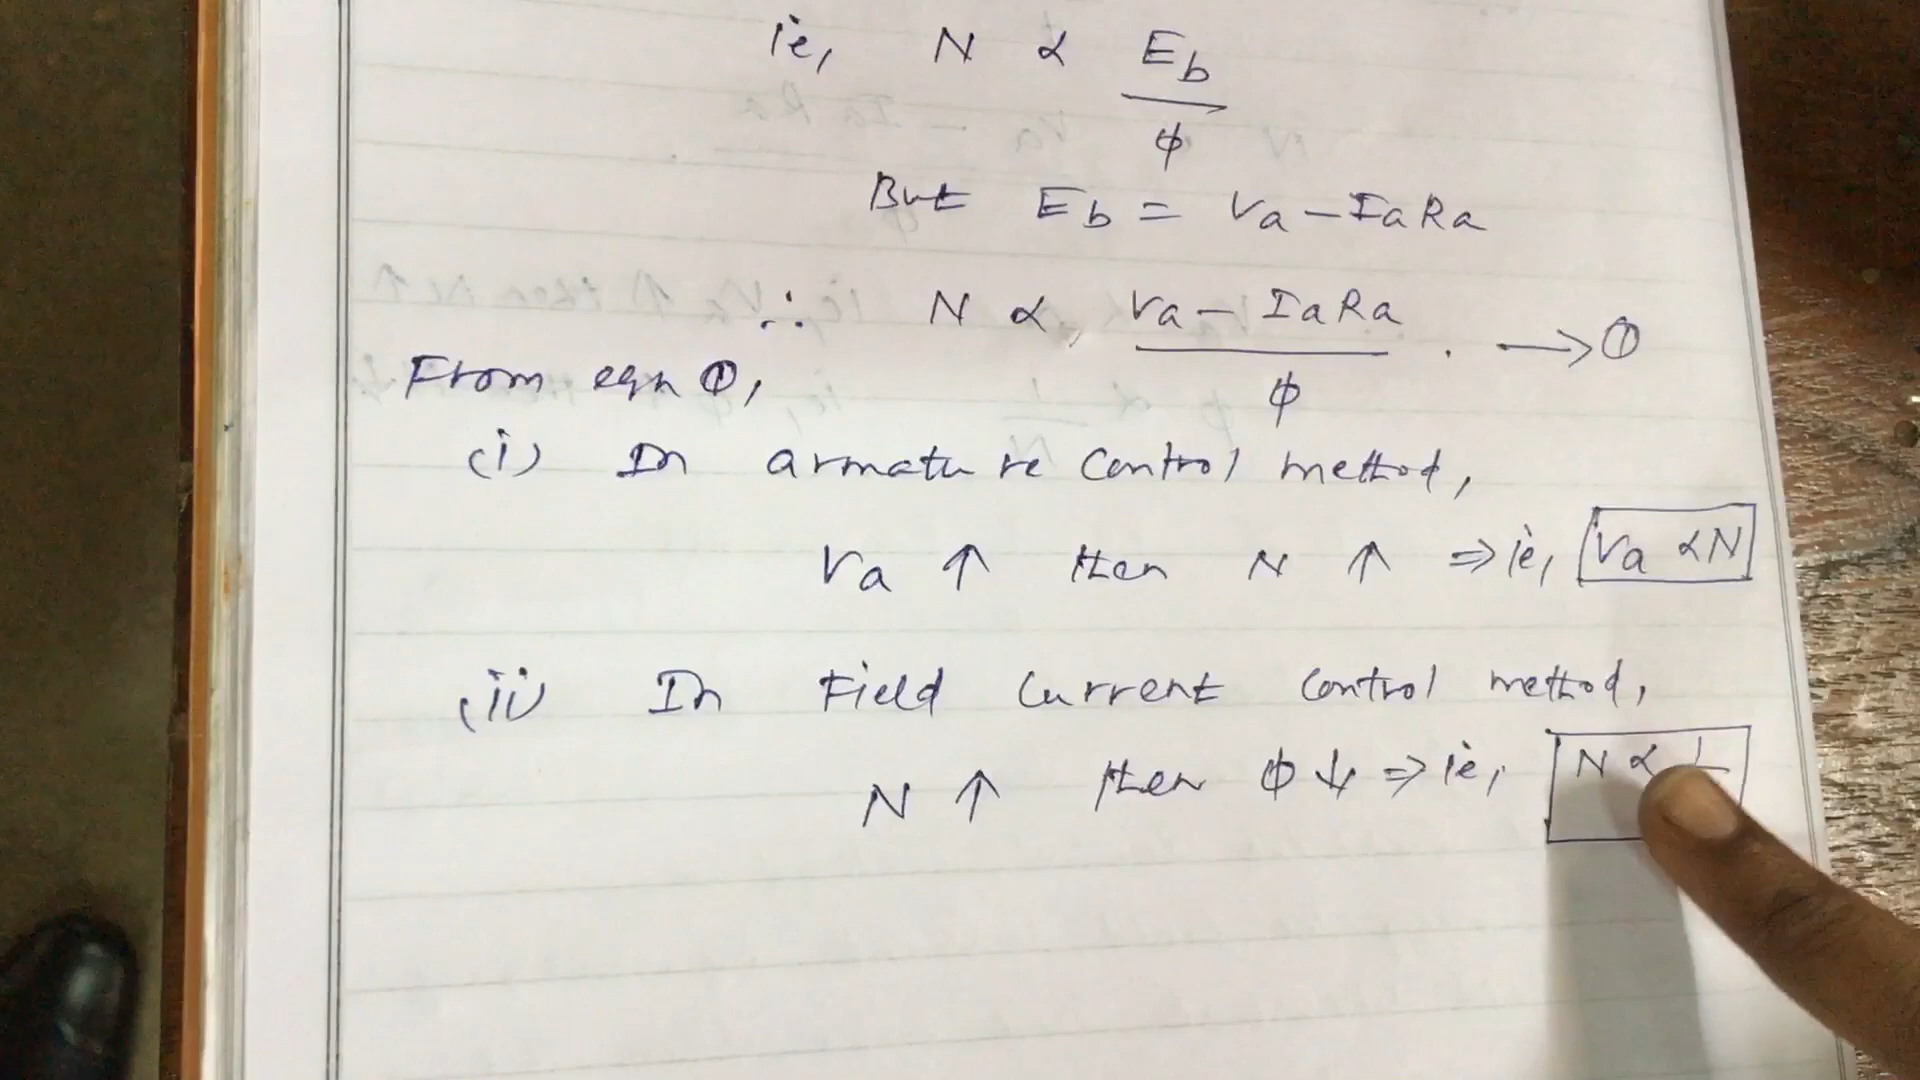 ie, N α Eb / ϕ
But Eb = Va – IaRa
∴ N α Va – IaRa / ϕ . → ①
From eqn ①,
(i) In armature control method,
Va ↑ then N ↑ ⇒ ie, Va α N
(ii) In Field Current control method,
N ↑ then ϕ ↓ ⇒ ie, N α 1